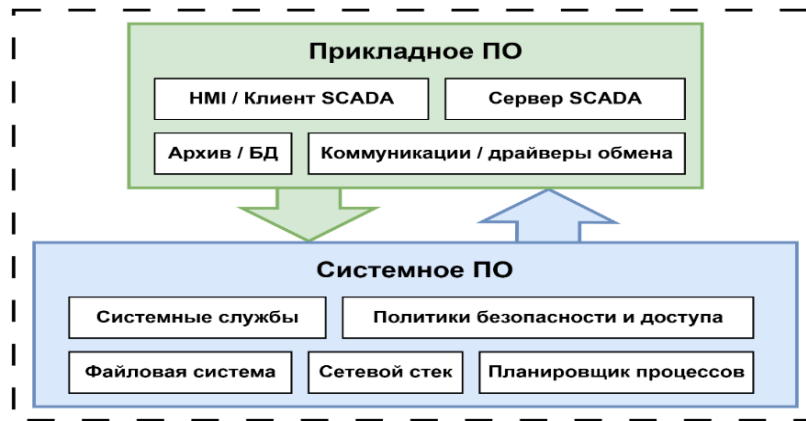 Прикладное ПО
HMI / Клиент SCADA
Сервер SCADA
Архив / БД
Коммуникации / драйверы обмена
Системное ПО
Системные службы
Политики безопасности и доступа
Файловая система
Сетевой стек
Планировщик процессов